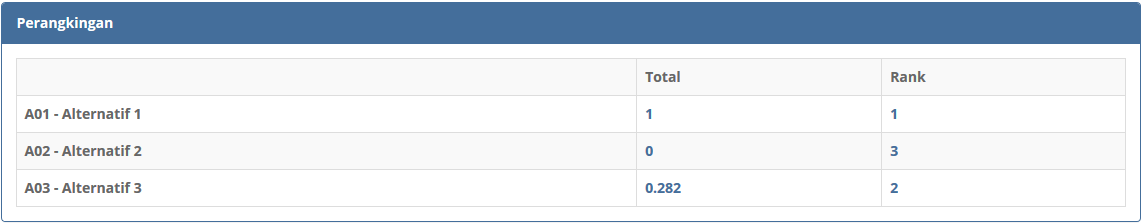 Perangkingan
Total Rank
A01 - Alternatif 1 1 1
A02 - Alternatif 2 0 3
A03 - Alternatif 3 0.282 2